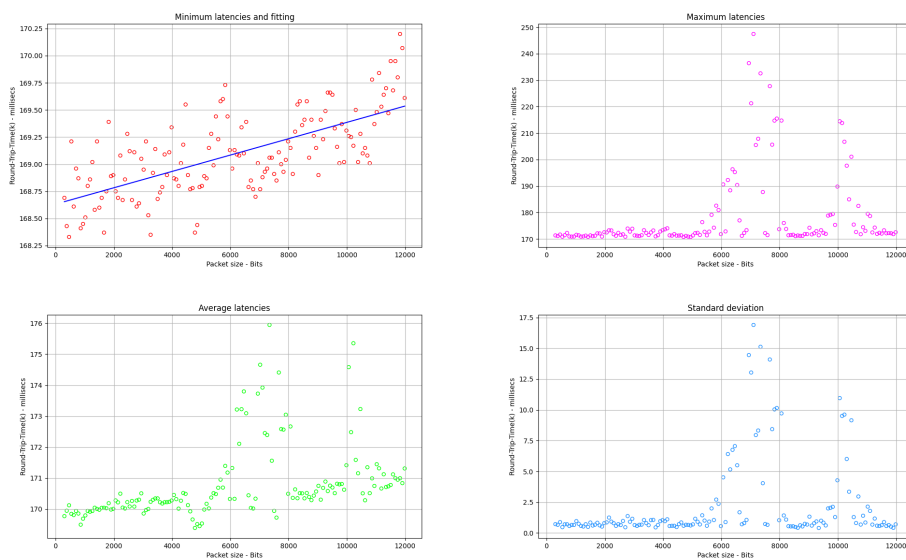 Minimum latencies and fitting
Round-Trip-Time(k) - millisecs
170.25
170.00
169.75
169.50
169.25
169.00
168.75
168.50
168.25
0 2000 4000 6000 8000 10000 12000
Packet size - Bits
Maximum latencies
Round-Trip-Time(k) - millisecs
250
240
230
220
210
200
190
180
170
0 2000 4000 6000 8000 10000 12000
Packet size - Bits
Average latencies
Round-Trip-Time(k) - millisecs
176
175
174
173
172
171
170
0 2000 4000 6000 8000 10000 12000
Packet size - Bits
Standard deviation
Round-Trip-Time(k) - millisecs
17.5
15.0
12.5
10.0
7.5
5.0
2.5
0.0
0 2000 4000 6000 8000 10000 12000
Packet size - Bits